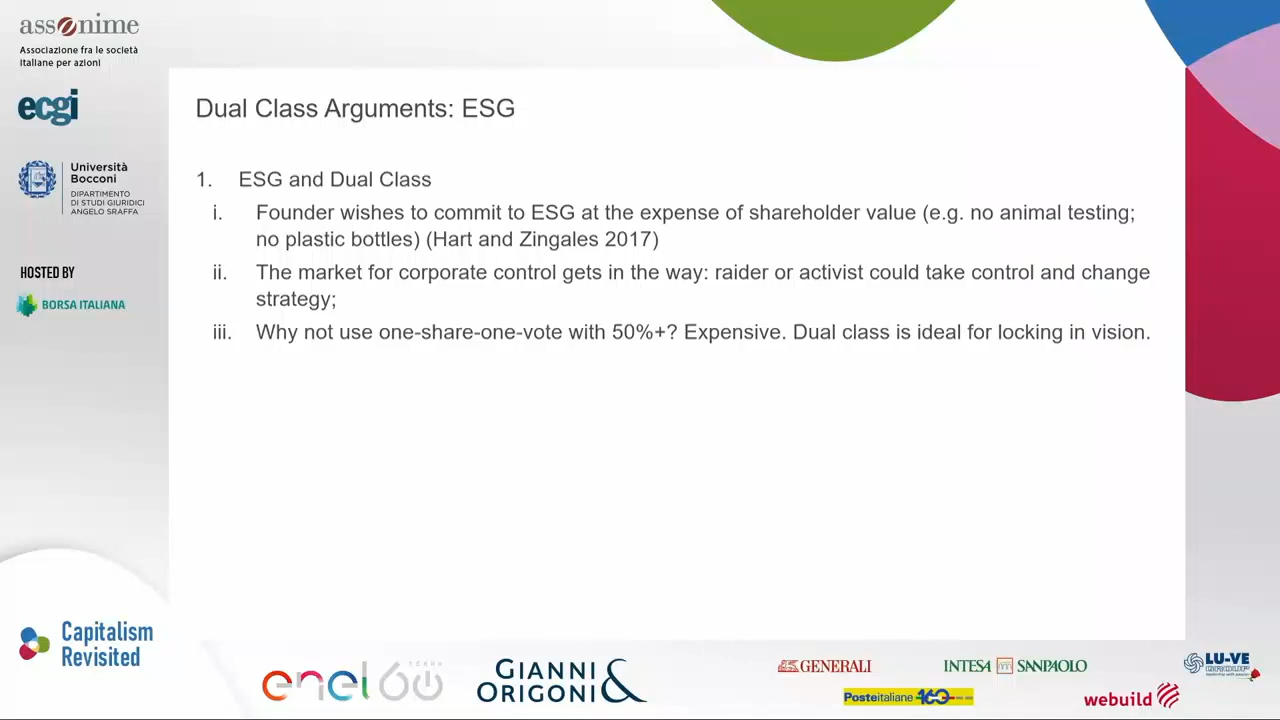 assonime
Associazione fra le società
italiane per azioni
ecgi
Università
Bocconi
DIPARTIMENTO
DI STUDI GIURIDICI
ANGELO SRAFFA
HOSTED BY
BORSA ITALIANA
Dual Class Arguments: ESG
1. ESG and Dual Class
i. Founder wishes to commit to ESG at the expense of shareholder value (e.g. no animal testing;
no plastic bottles) (Hart and Zingales 2017)
ii. The market for corporate control gets in the way: raider or activist could take control and change
strategy;
iii. Why not use one-share-one-vote with 50%+? Expensive. Dual class is ideal for locking in vision.
Capitalism
Revisited
enel 60
GIANNI &
ORIGONI
GENERALI
Posteitaliane 160
INTESA SANPAOLO
LU-VE
GROUP
webuild